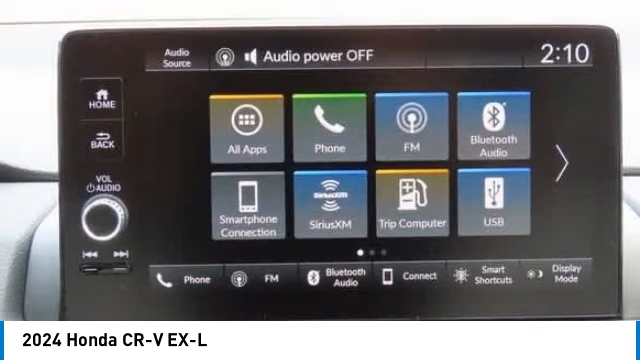 Audio
Source
Audio power OFF
2:10
HOME
BACK
VOL
AUDIO
All Apps
Phone
FM
Bluetooth
Audio
Smartphone
Connection
SiriusXM
SiriusXM
Trip Computer
USB
Phone
FM
Bluetooth
Audio
Connect
Smart
Shortcuts
Display
Mode
2024 Honda CR-V EX-L